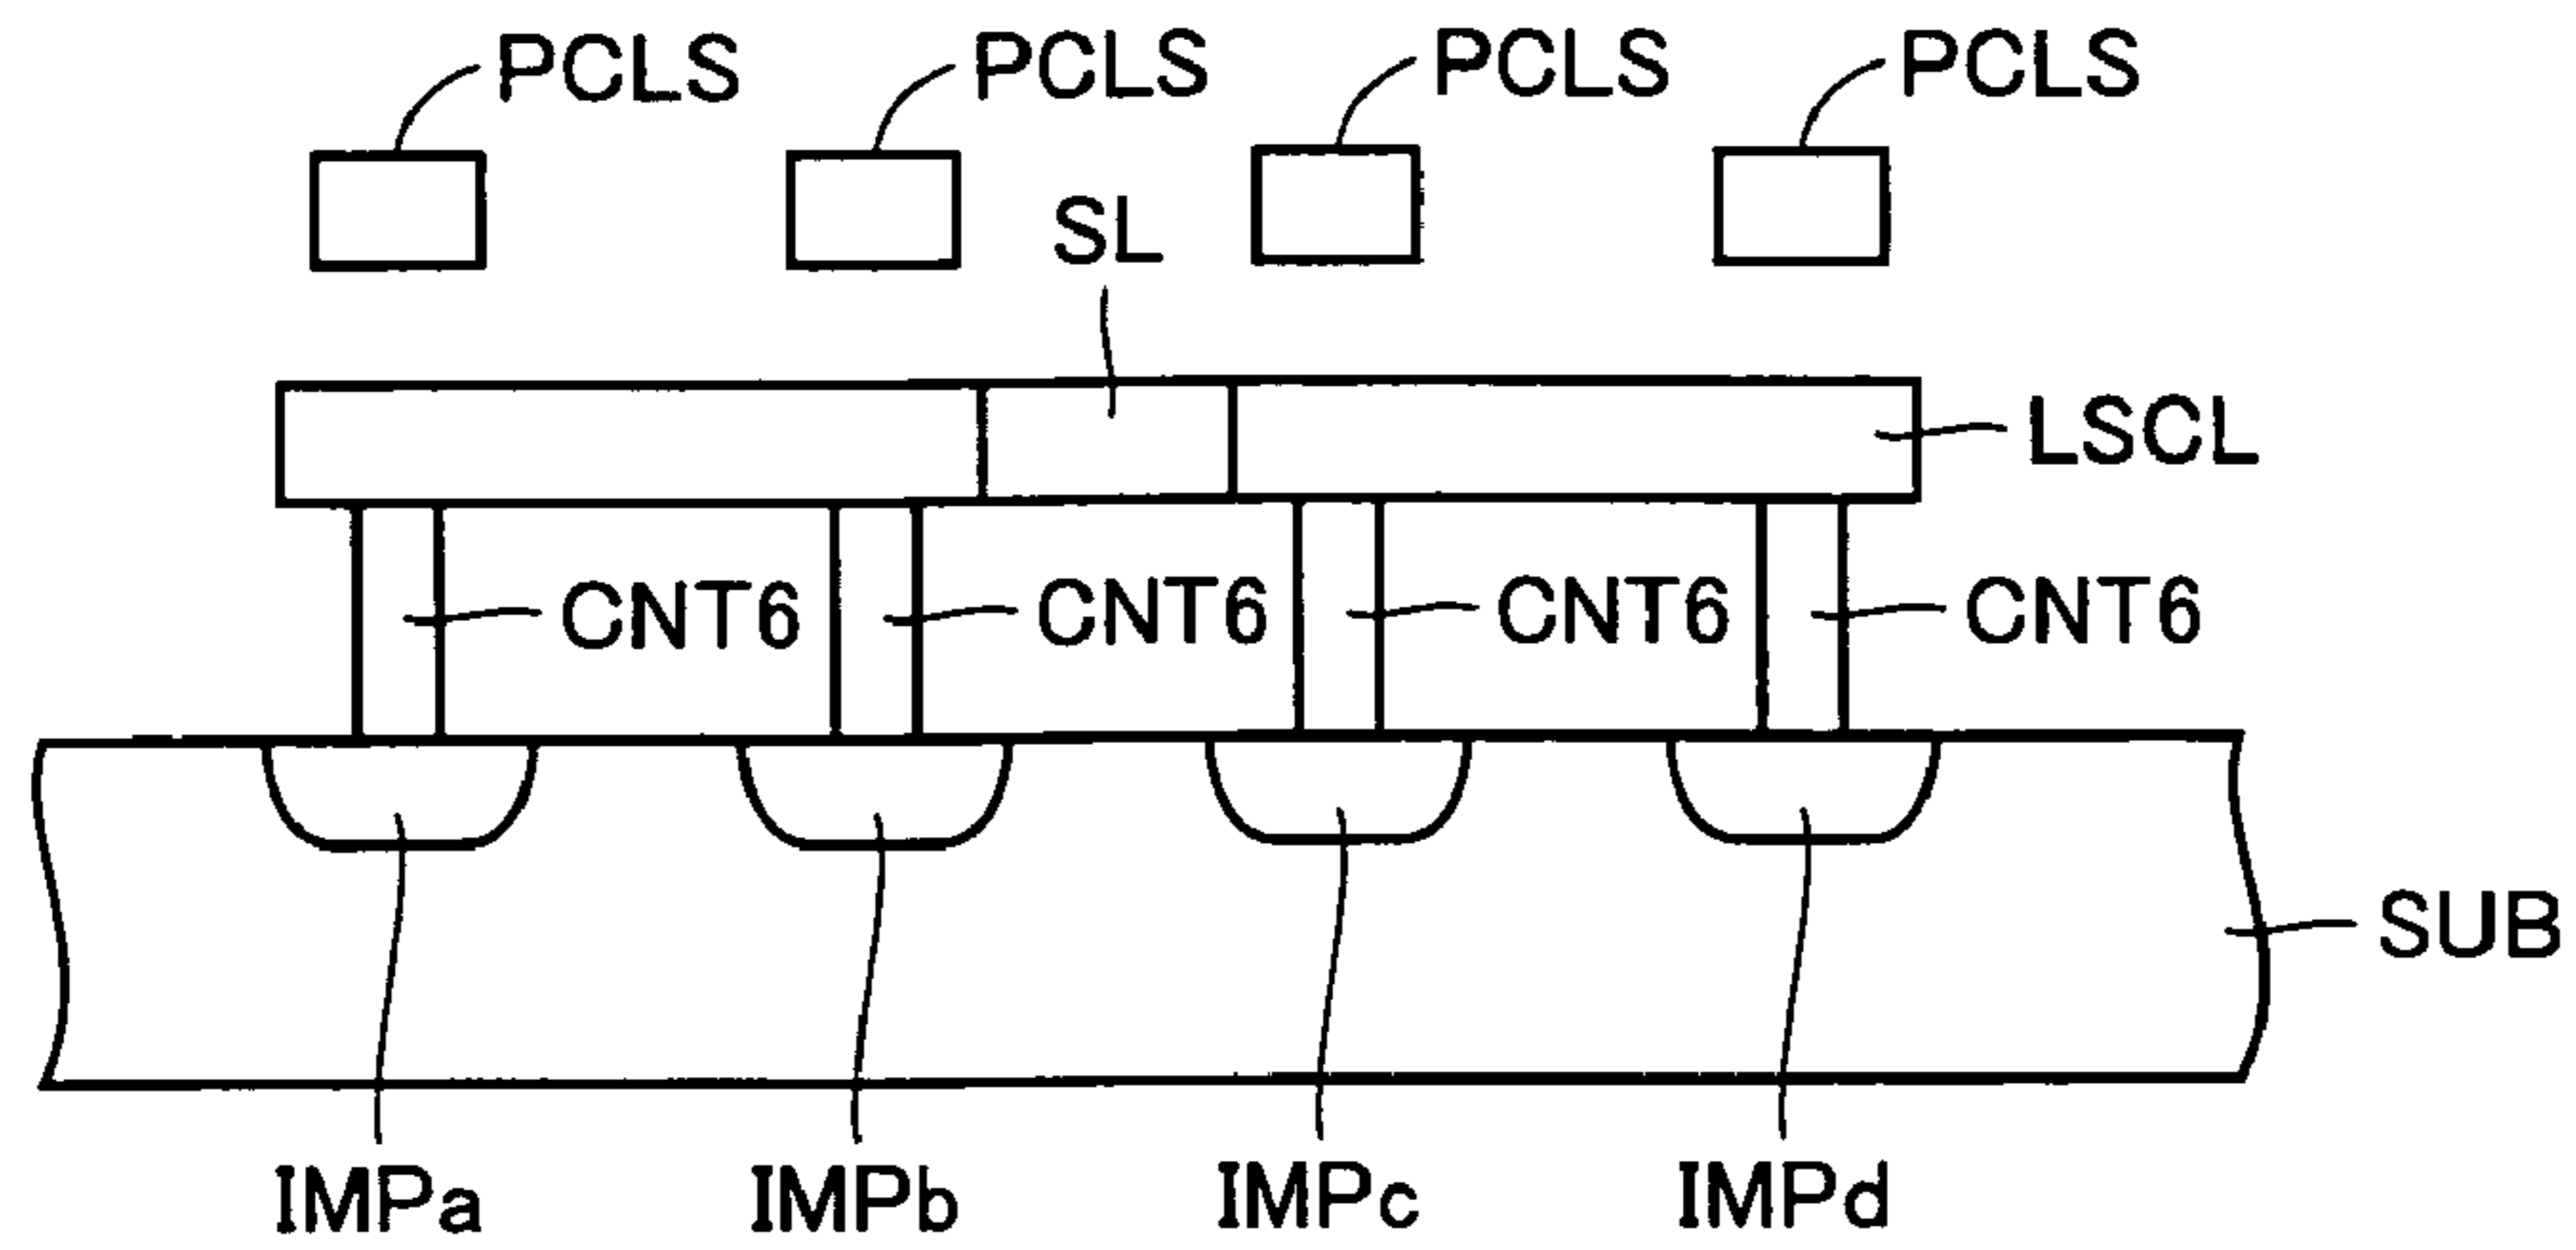 PCLS PCLS PCLS PCLS
SL
LSCL
CNT6 CNT6 CNT6 CNT6
SUB
IMPa IMPb IMPc IMPd